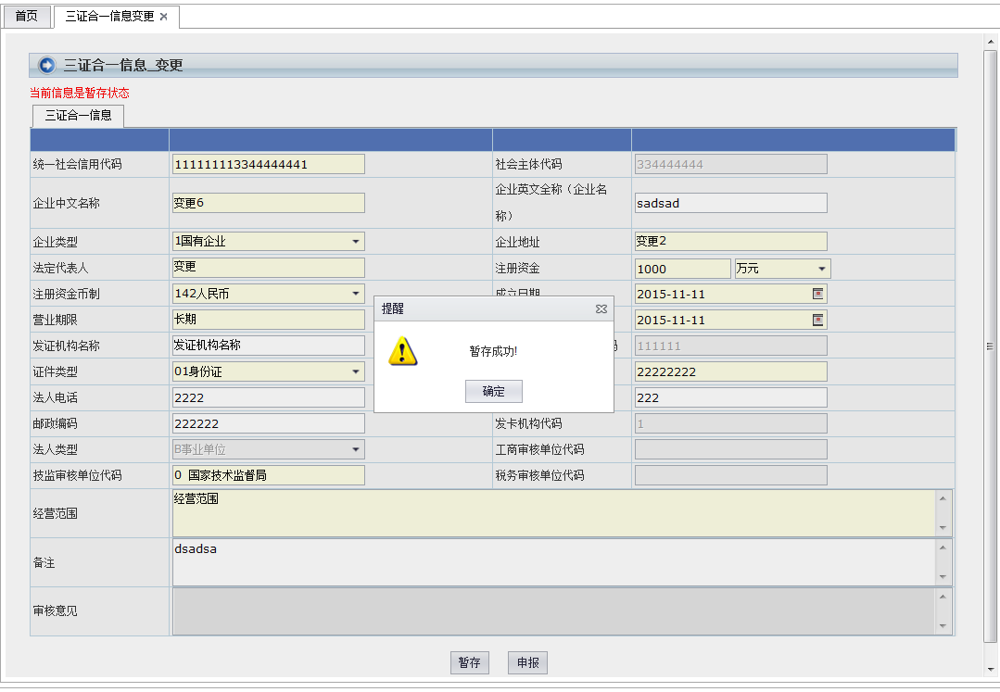 首页
三证合一信息变更
三证合一信息_变更
当前信息是暂存状态
三证合一信息
统一社会信用代码 111111113344444441 社会主体代码 334444444
企业中文名称 变更6 企业英文全称（企业名
称） sadsad
企业类型 1国有企业 企业地址 变更2
法定代表人 变更 注册资金 1000 万元
注册资金币制 142人民币 成立日期 2015-11-11
提醒
营业期限 长期 2015-11-11
发证机构名称 发证机构名称 111111
暂存成功!
证件类型 01身份证 22222222
确定
法人电话 2222 222
邮政编码 222222 发卡机构代码 1
法人类型 B事业单位 工商审核单位代码
技监审核单位代码 0 国家技术监督局 税务审核单位代码
经营范围 经营范围
备注 dsadsa
审核意见
暂存 申报